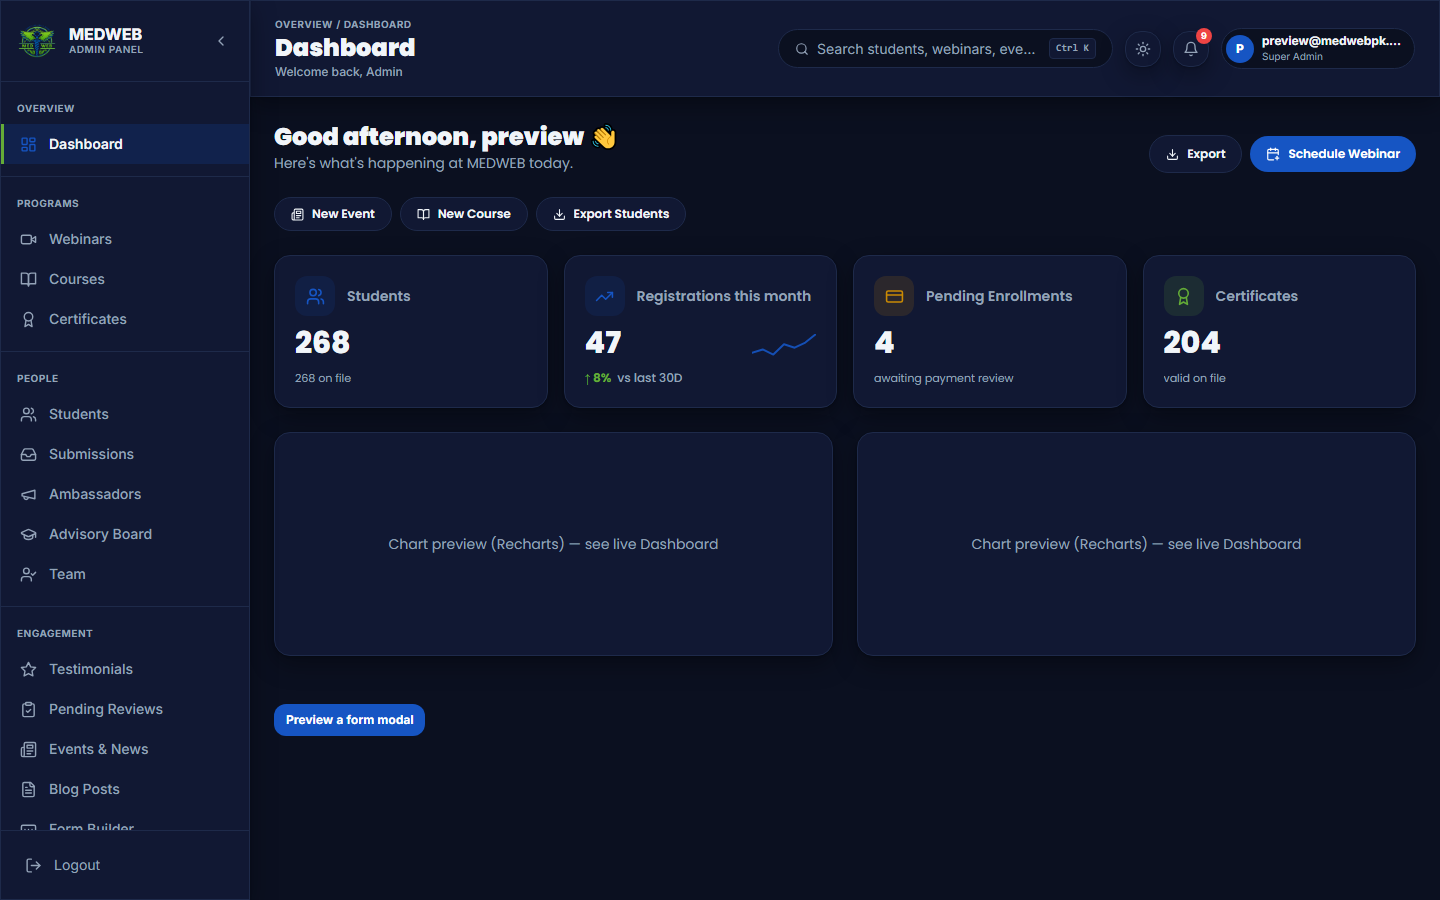 MEDWEB
ADMIN PANEL
OVERVIEW
Dashboard
PROGRAMS
Webinars
Courses
Certificates
PEOPLE
Students
Submissions
Ambassadors
Advisory Board
Team
ENGAGEMENT
Testimonials
Pending Reviews
Events & News
Blog Posts
Form Builder
Logout
OVERVIEW / DASHBOARD
Dashboard
Welcome back, Admin
Search students, webinars, eve... Ctrl K
9
P
preview@medwebpk....
Super Admin
Good afternoon, preview 👋
Here's what's happening at MEDWEB today.
Export
Schedule Webinar
New Event
New Course
Export Students
Students
268
268 on file
Registrations this month
47
↑ 8% vs last 30D
Pending Enrollments
4
awaiting payment review
Certificates
204
valid on file
Chart preview (Recharts) — see live Dashboard
Chart preview (Recharts) — see live Dashboard
Preview a form modal